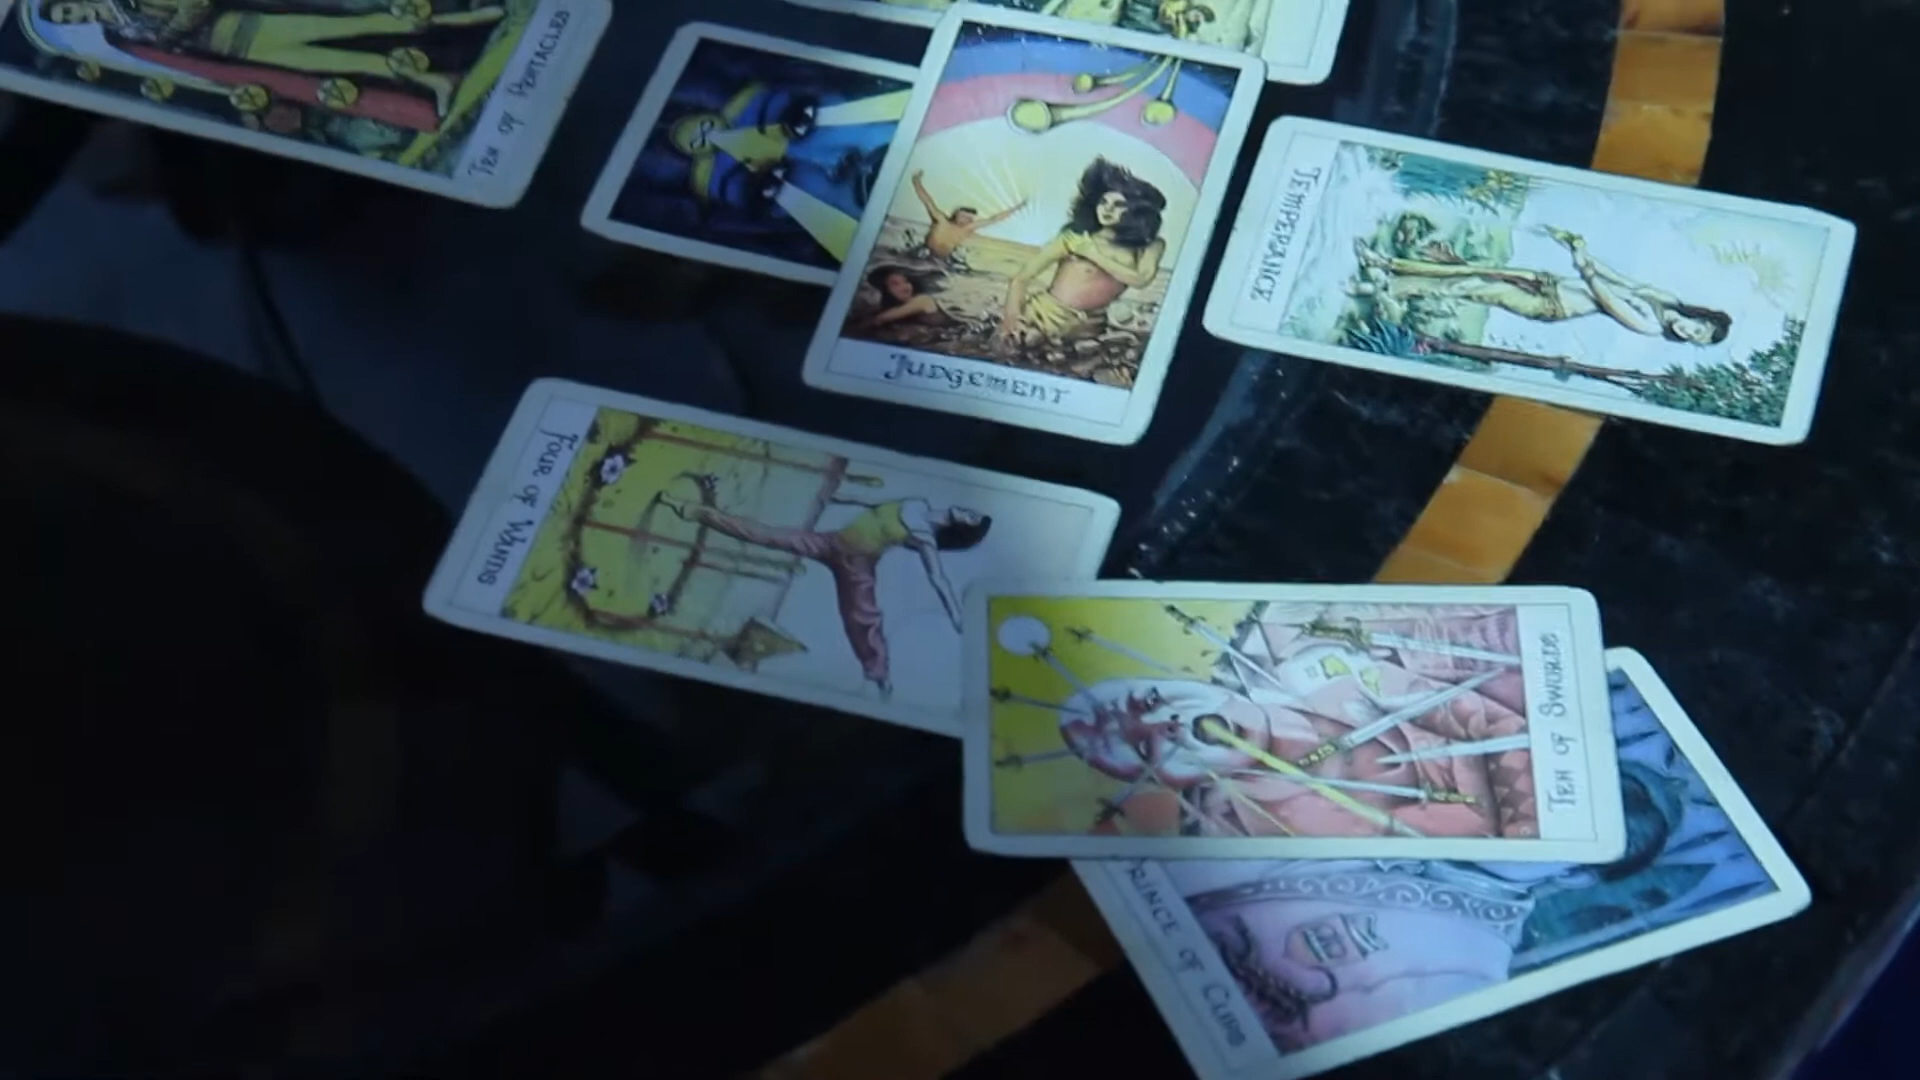 Ten of Pentacles
Judgement
Temperance
Four of Wands
Ten of Swords
Prince of Cups